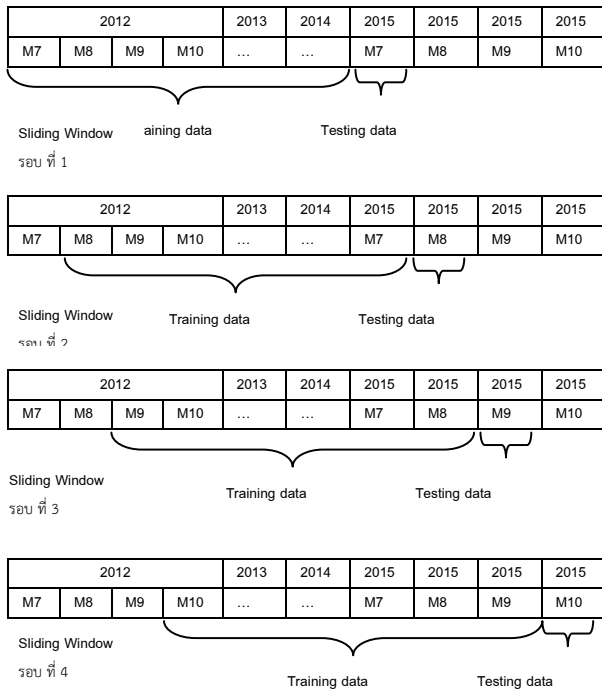 2012 2013 2014 2015 2015 2015 2015
M7 M8 M9 M10 ... ... M7 M8 M9 M10
Sliding Window aining data Testing data
รอบ ที่ 1
2012 2013 2014 2015 2015 2015 2015
M7 M8 M9 M10 ... ... M7 M8 M9 M10
Sliding Window Training data Testing data
รอบ ที่ 2
2012 2013 2014 2015 2015 2015 2015
M7 M8 M9 M10 ... ... M7 M8 M9 M10
Sliding Window Training data Testing data
รอบ ที่ 3
2012 2013 2014 2015 2015 2015 2015
M7 M8 M9 M10 ... ... M7 M8 M9 M10
Sliding Window
รอบ ที่ 4
Training data Testing data